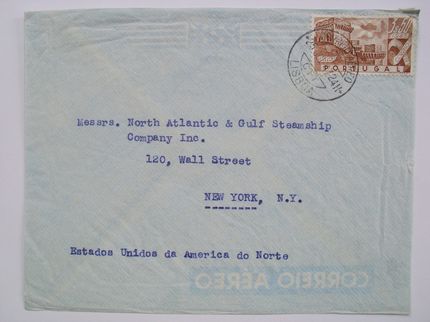 PORTUGAL
LISBOA
Messrs. North Atlantic & Gulf Steamship
Company Inc.
120, Wall Street
NEW YORK, N.Y.
Estados Unidos da America do Norte
CORREIO AÉREO